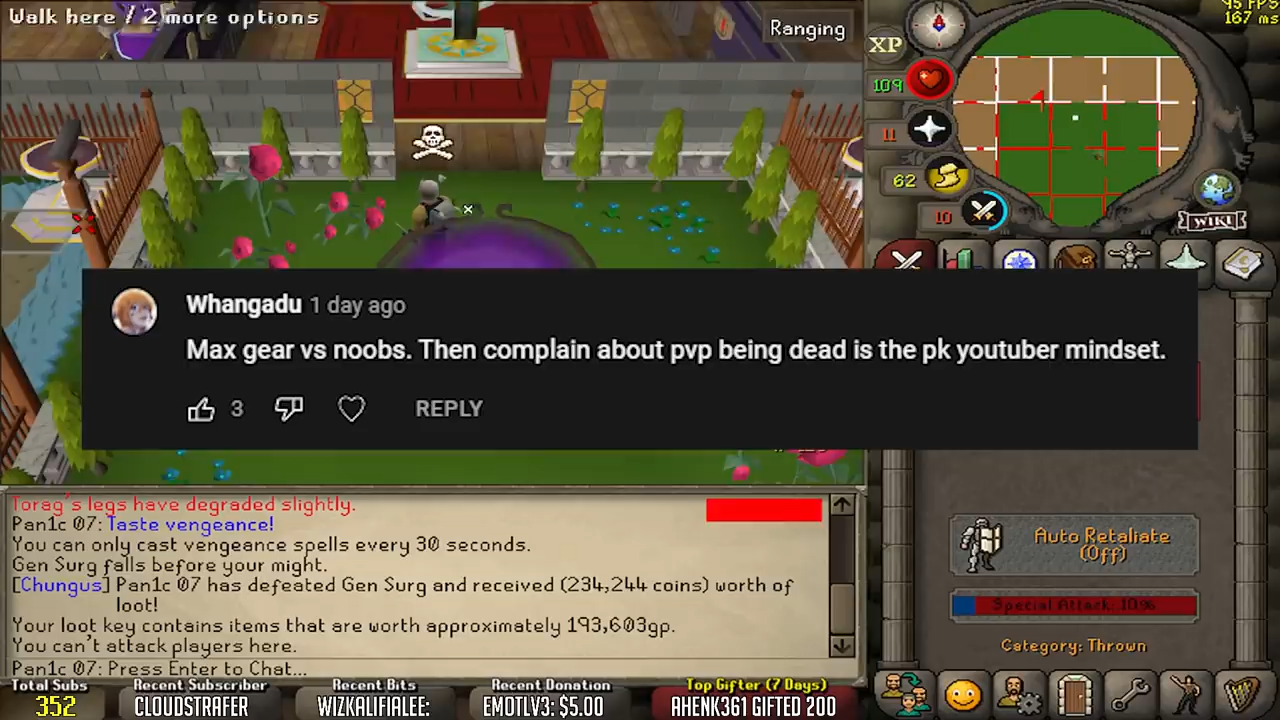 Walk here / 2 more options
Ranging
95 FPS
167 ms
XP
109
11
62
10
WIKI
Whangadu 1 day ago
Max gear vs noobs. Then complain about pvp being dead is the pk youtuber mindset.
3
REPLY
Torag's legs have degraded slightly.
Pan1c 07: Taste vengeance!
You can only cast vengeance spells every 30 seconds.
Gen Surg falls before your might.
[Chungus] Pan1c 07 has defeated Gen Surg and received (234,244 coins) worth of
loot!
Your loot key contains items that are worth approximately 193,603gp.
You can't attack players here.
Pan1c 07: Press Enter to Chat...
Auto Retaliate
(Off)
Special Attack: 10%
Category: Thrown
Total Subs
352
Recent Subscriber
CLOUDSTRAFER
Recent Bits
WIZKALIFIALEE:
Recent Donation
EMOTLV3: $5.00
Top Gifter (7 Days)
AHENK361 GIFTED 200